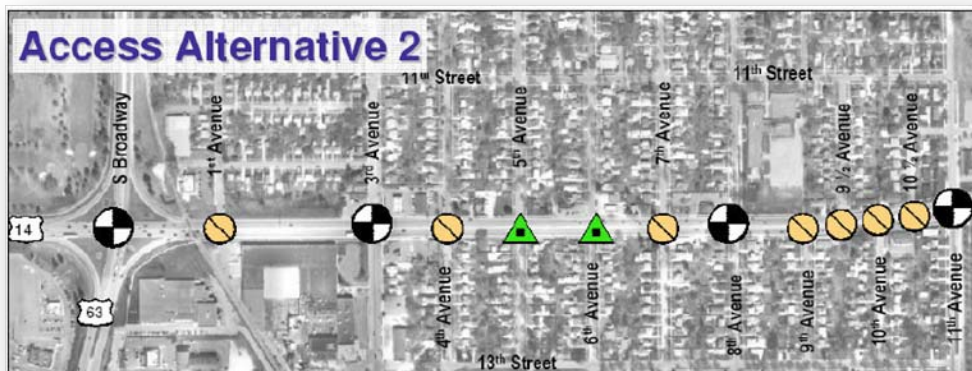 Access Alternative 2
11th Street
11th Street
S Broadway
1st Avenue
3rd Avenue
5th Avenue
7th Avenue
9 ½ Avenue
10 ½ Avenue
14
63
4th Avenue
6th Avenue
8th Avenue
9th Avenue
10th Avenue
11th Avenue
13th Street